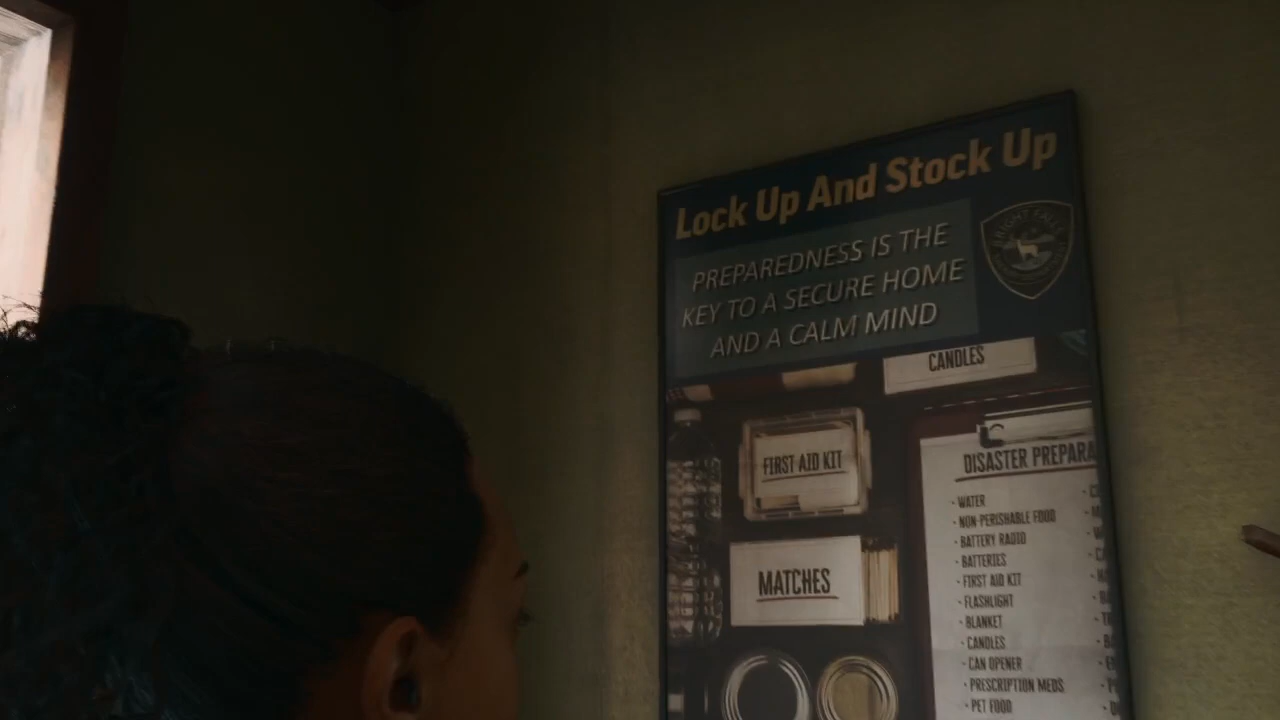 Lock Up And Stock Up
PREPAREDNESS IS THE
KEY TO A SECURE HOME
AND A CALM MIND
CANDLES
FIRST AID KIT
MATCHES
DISASTER PREPARA
- WATER
- NON-PERISHABLE FOOD
- BATTERY RADIO
- BATTERIES
- FIRST AID KIT
- FLASHLIGHT
- BLANKET
- CANDLES
- CAN OPENER
- PRESCRIPTION MEDS
- PET FOOD